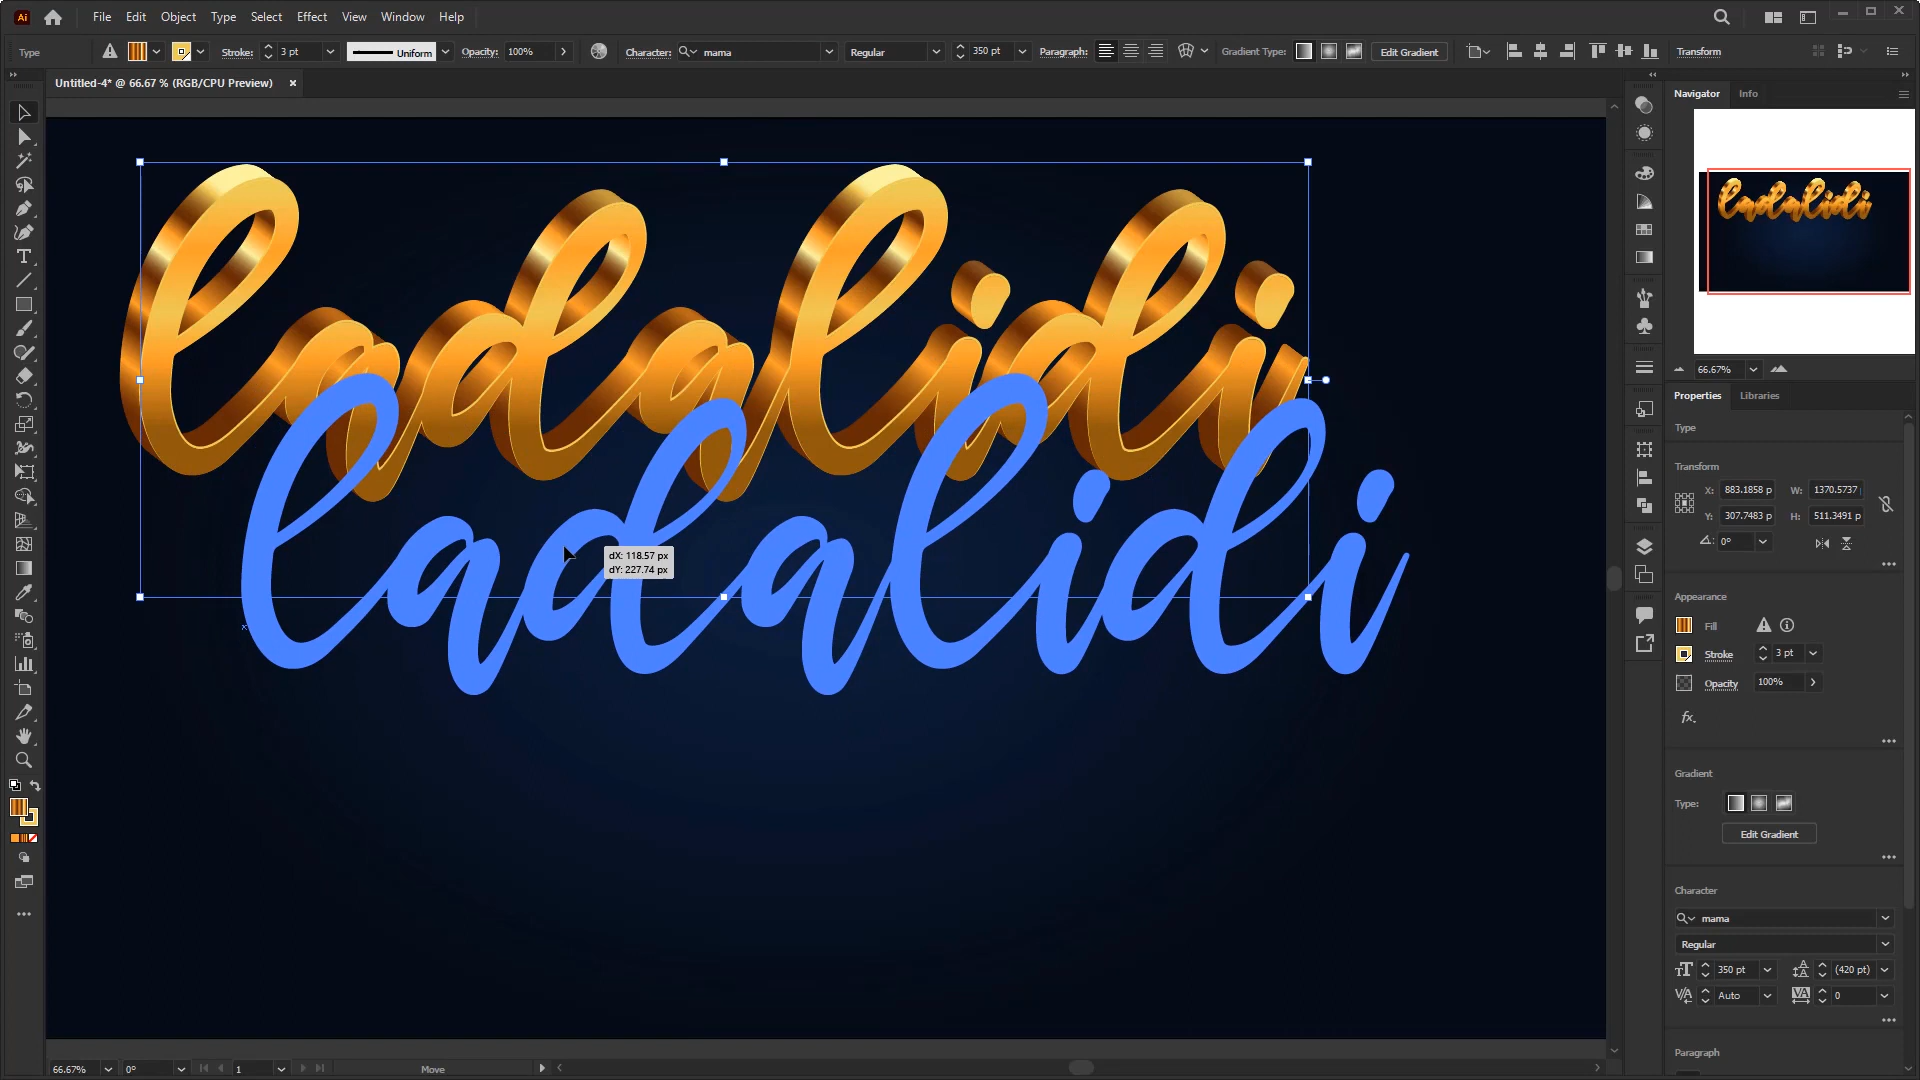 Ai File Edit Object Type Select Effect View Window Help
Type Stroke: 3 pt Uniform Opacity: 100% Character: mama Regular 350 pt Paragraph: Gradient Type: Edit Gradient Transform
Untitled-4* @ 66.67 % (RGB/CPU Preview)
Navigator Info
ladalidi
ladalidi
dX: 118.57 px
dY: 227.74 px
ladalidi
66.67%
Properties Libraries
Type
Transform
X: 883.1858 p W: 1370.5737
Y: 307.7483 p H: 511.3491 p
0°
Appearance
Fill
Stroke 3 pt
Opacity 100%
fx.
Gradient
Type:
Edit Gradient
Character
mama
Regular
350 pt (420 pt)
Auto 0
Paragraph
66.67% 0° 1 Move